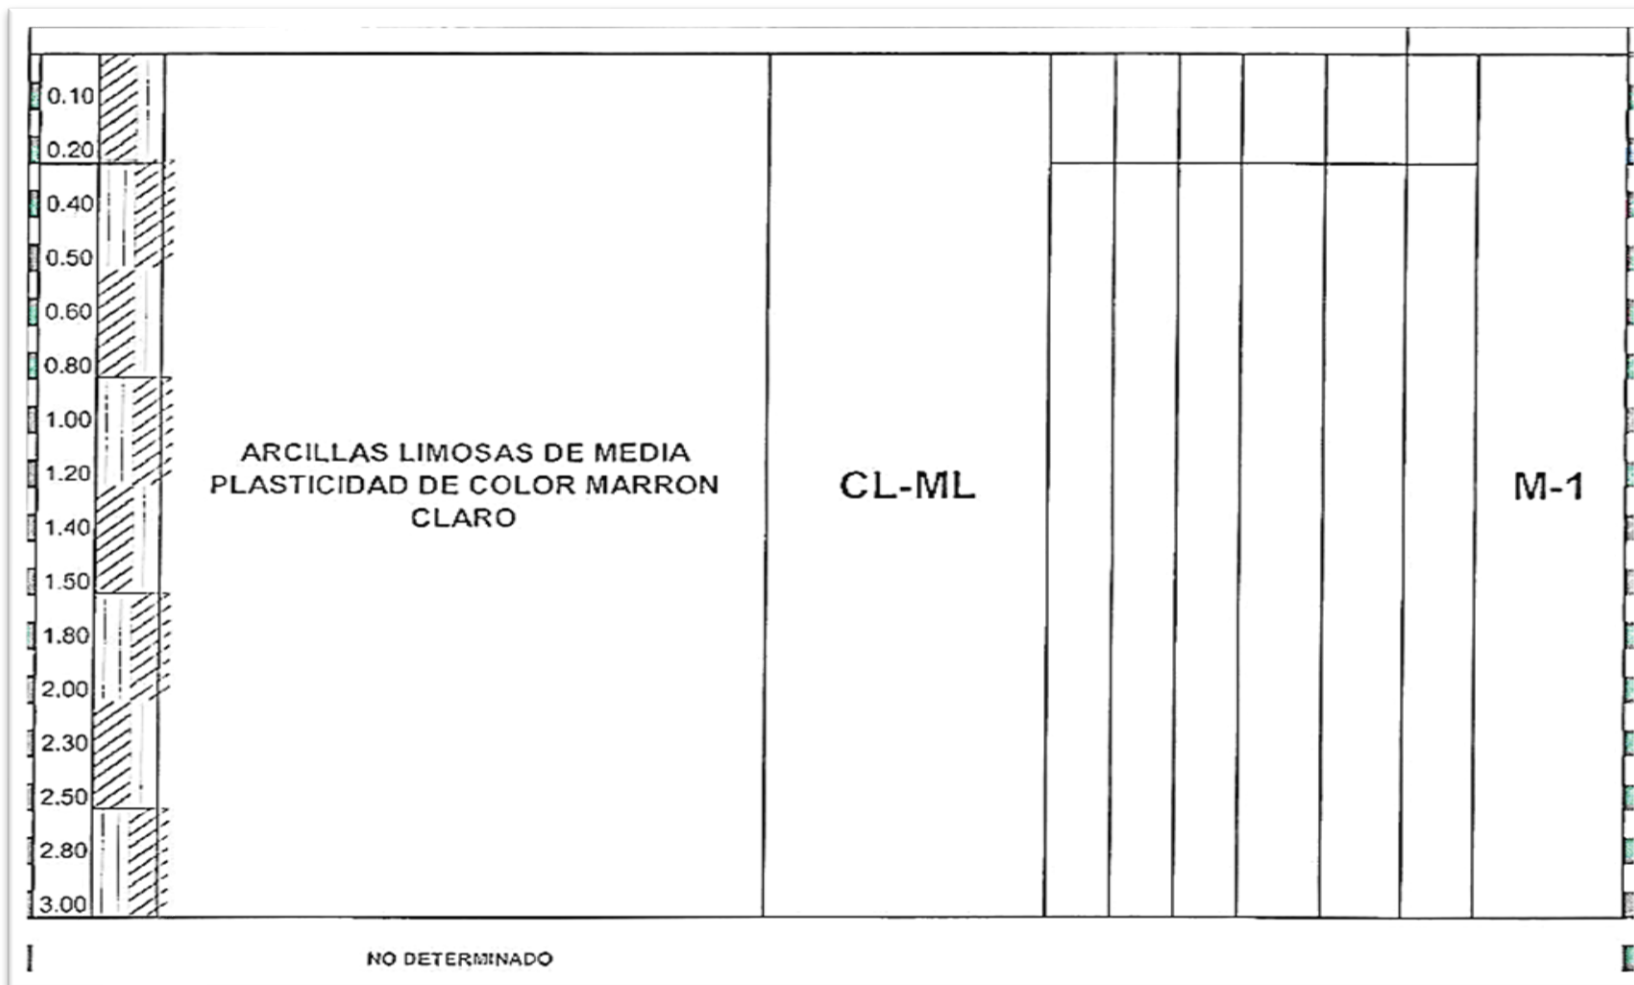 0.10
0.20
0.40
0.50
0.60
0.80
1.00
1.20
1.40
1.50
1.80
2.00
2.30
2.50
2.80
3.00
ARCILLAS LIMOSAS DE MEDIA
PLASTICIDAD DE COLOR MARRON
CLARO
CL-ML
M-1
NO DETERMINADO